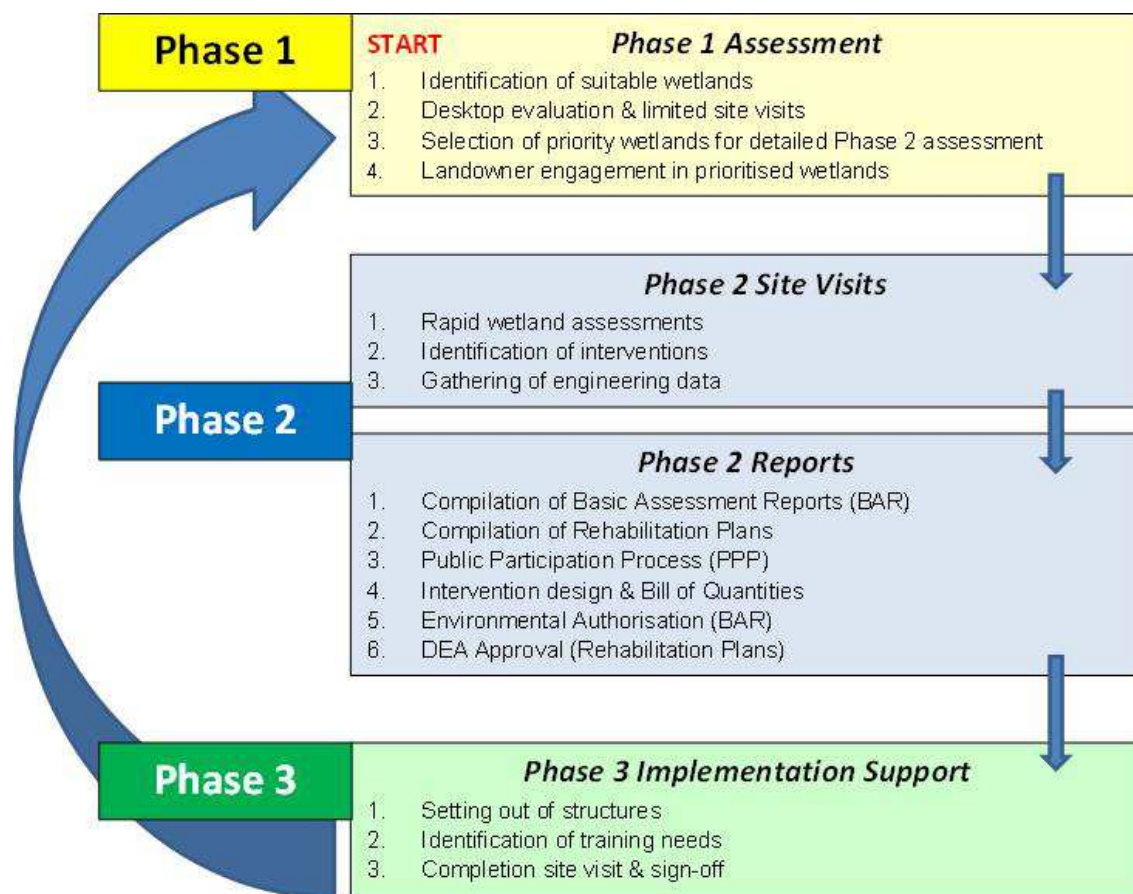 Phase 1
START Phase 1 Assessment
1. Identification of suitable wetlands
2. Desktop evaluation & limited site visits
3. Selection of priority wetlands for detailed Phase 2 assessment
4. Landowner engagement in prioritised wetlands
Phase 2
Phase 2 Site Visits
1. Rapid wetland assessments
2. Identification of interventions
3. Gathering of engineering data
Phase 2 Reports
1. Compilation of Basic Assessment Reports (BAR)
2. Compilation of Rehabilitation Plans
3. Public Participation Process (PPP)
4. Intervention design & Bill of Quantities
5. Environmental Authorisation (BAR)
6. DEA Approval (Rehabilitation Plans)
Phase 3
Phase 3 Implementation Support
1. Setting out of structures
2. Identification of training needs
3. Completion site visit & sign-off